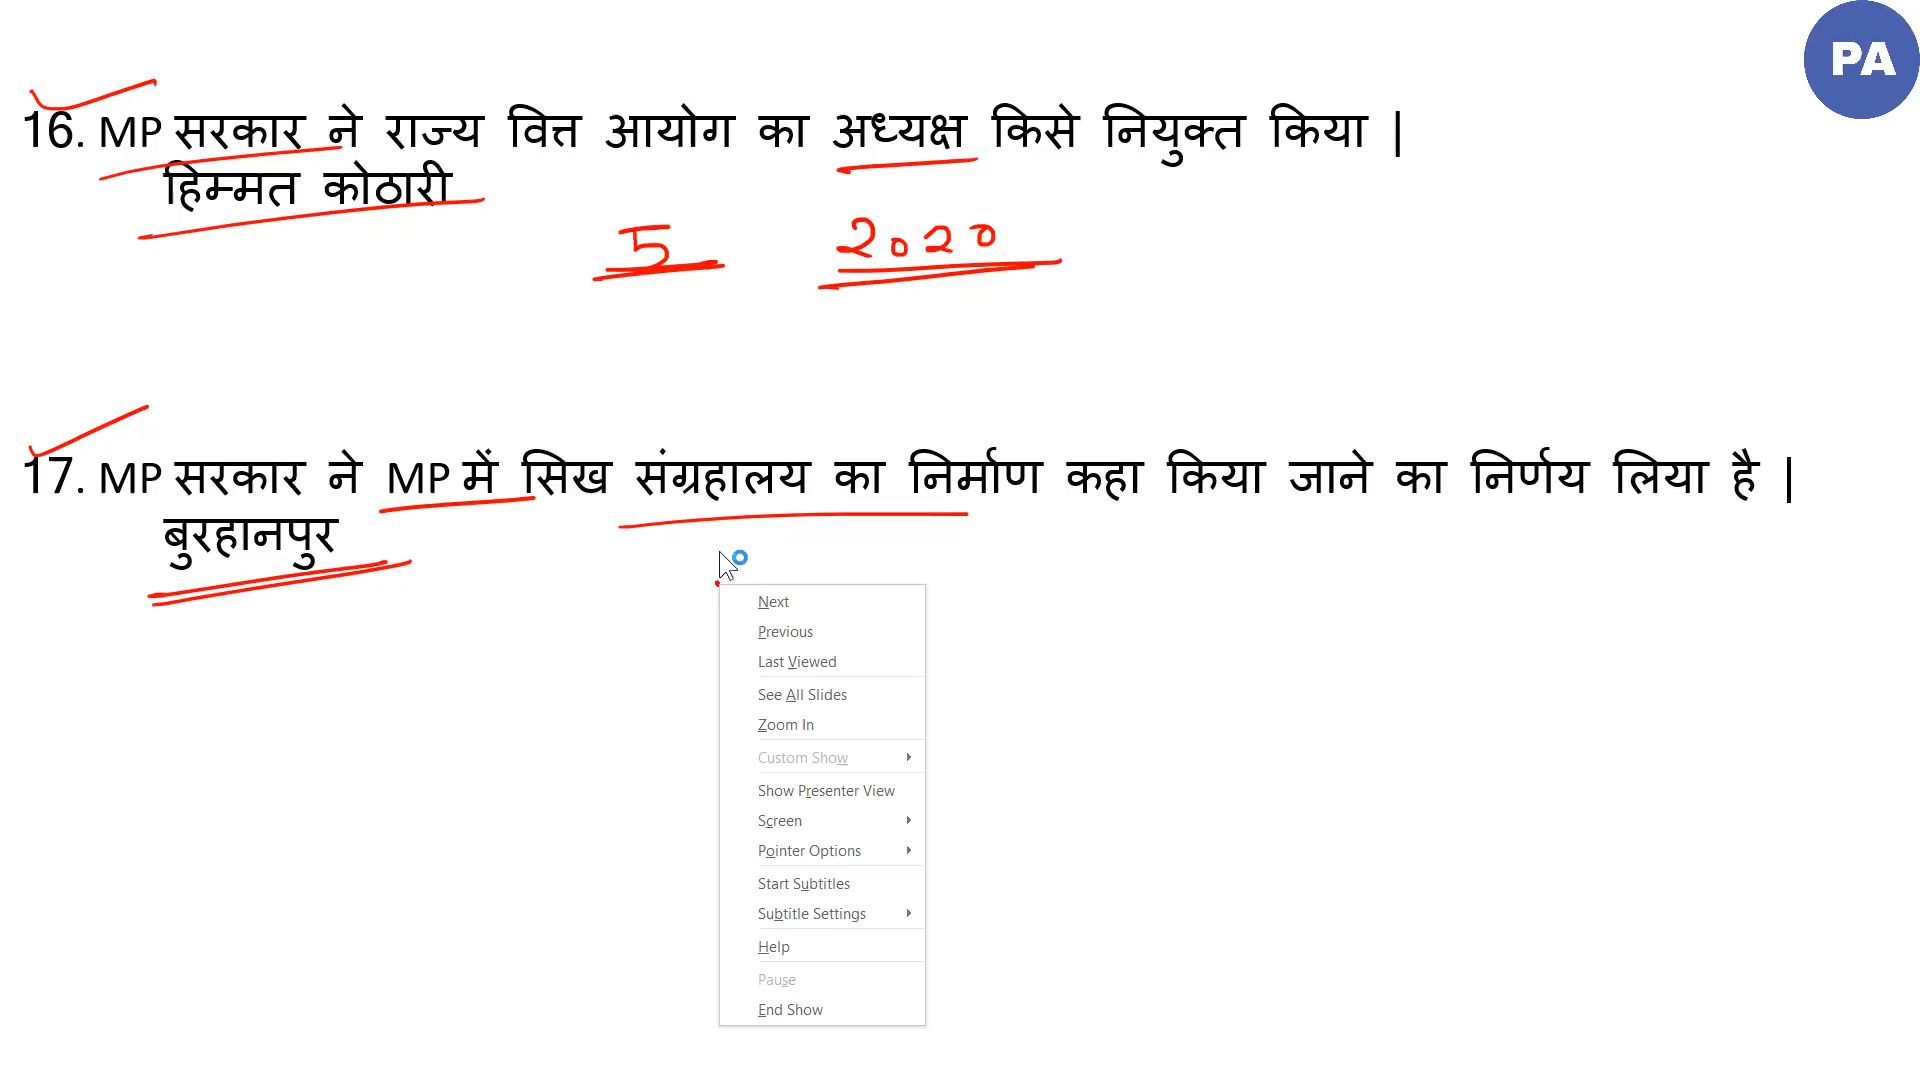 PA
16. MP सरकार ने राज्य वित्त आयोग का अध्यक्ष किसे नियुक्त किया |
हिम्मत कोठारी
5 2020
17. MP सरकार ने MP में सिख संग्रहालय का निर्माण कहा किया जाने का निर्णय लिया है |
बुरहानपुर
Next
Previous
Last Viewed
See All Slides
Zoom In
Custom Show
Show Presenter View
Screen
Pointer Options
Start Subtitles
Subtitle Settings
Help
Pause
End Show